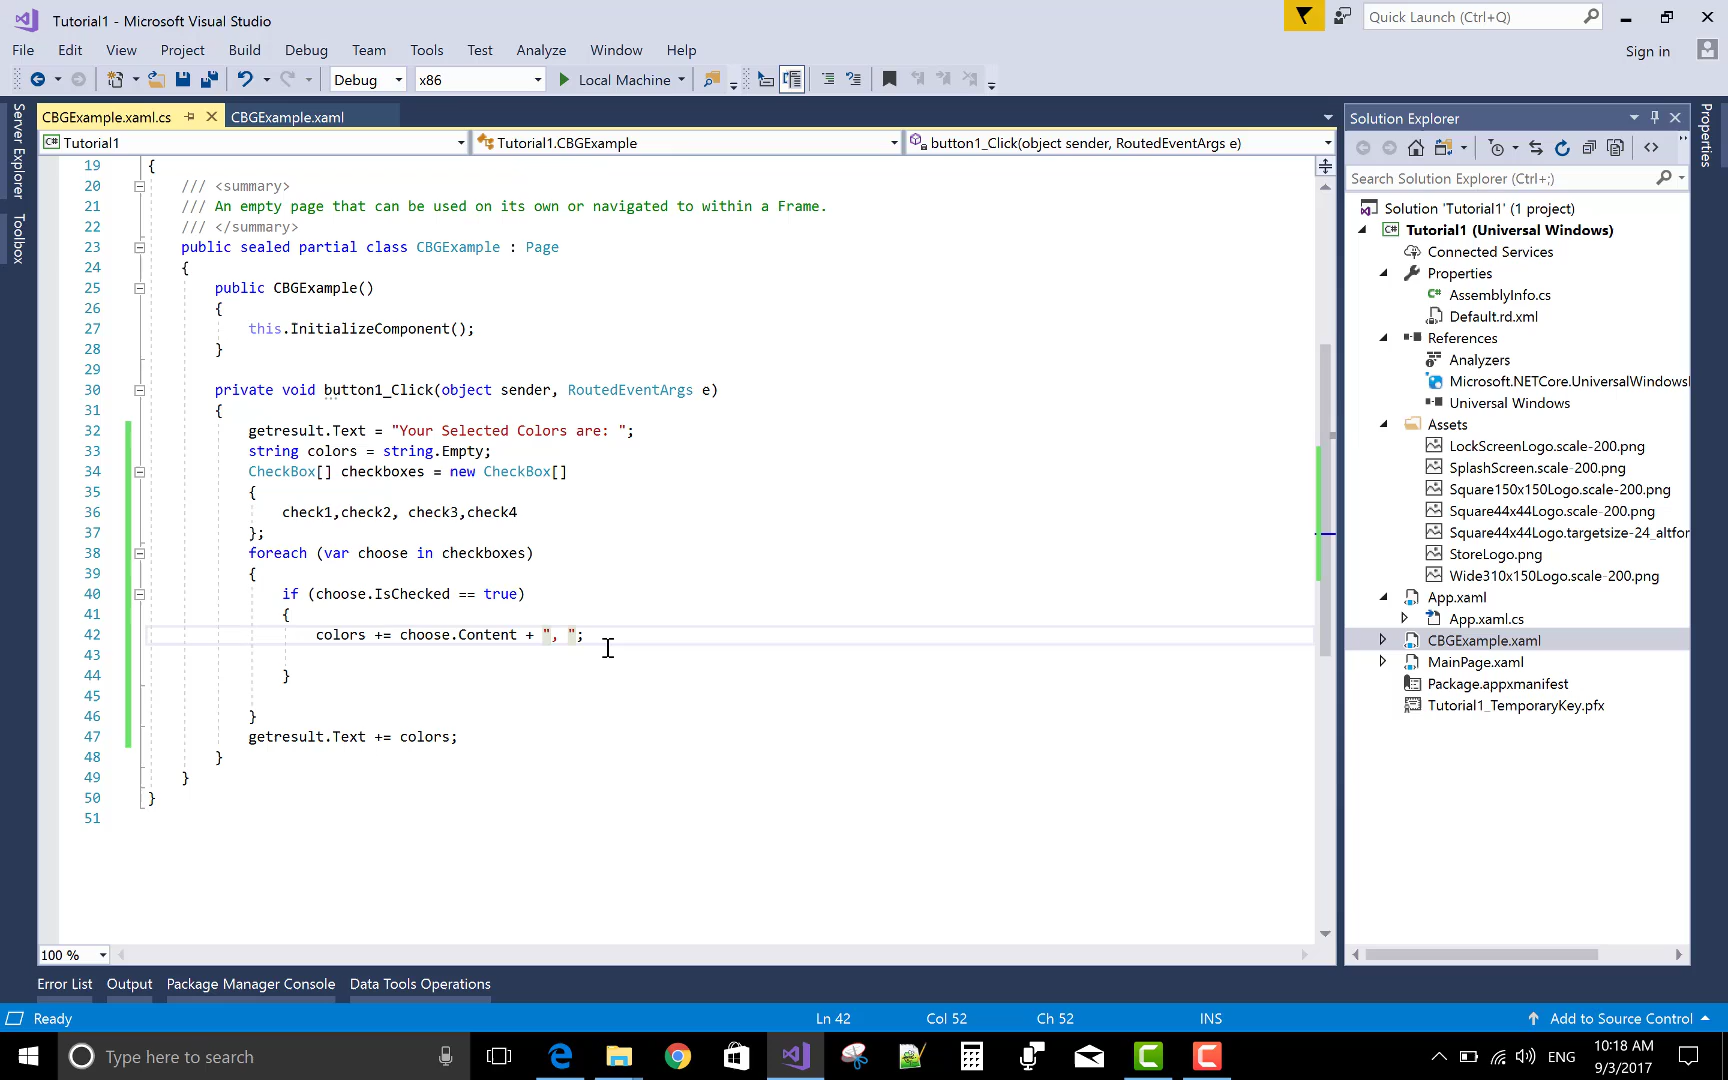 Tutorial1 - Microsoft Visual Studio
Quick Launch (Ctrl+Q)
File Edit View Project Build Debug Team Tools Test Analyze Window Help
Sign in
Debug x86 Local Machine
Server Explorer
Toolbox
CBGExample.xaml.cs CBGExample.xaml
Tutorial1 Tutorial1.CBGExample button1_Click(object sender, RoutedEventArgs e)
19 {
20 /// <summary>
21 /// An empty page that can be used on its own or navigated to within a Frame.
22 /// </summary>
23 public sealed partial class CBGExample : Page
24 {
25 public CBGExample()
26 {
27 this.InitializeComponent();
28 }
29
30 private void button1_Click(object sender, RoutedEventArgs e)
31 {
32 getresult.Text = "Your Selected Colors are: ";
33 string colors = string.Empty;
34 CheckBox[] checkboxes = new CheckBox[]
35 {
36 check1,check2, check3,check4
37 };
38 foreach (var choose in checkboxes)
39 {
40 if (choose.IsChecked == true)
41 {
42 colors += choose.Content + ", ";
43
44 }
45
46 }
47 getresult.Text += colors;
48 }
49 }
50 }
51
100 %
Solution Explorer
Search Solution Explorer (Ctrl+;)
Solution 'Tutorial1' (1 project)
Tutorial1 (Universal Windows)
Connected Services
Properties
AssemblyInfo.cs
Default.rd.xml
References
Analyzers
Microsoft.NETCore.UniversalWindowsl
Universal Windows
Assets
LockScreenLogo.scale-200.png
SplashScreen.scale-200.png
Square150x150Logo.scale-200.png
Square44x44Logo.scale-200.png
Square44x44Logo.targetsize-24_altfor
StoreLogo.png
Wide310x150Logo.scale-200.png
App.xaml
App.xaml.cs
CBGExample.xaml
MainPage.xaml
Package.appxmanifest
Tutorial1_TemporaryKey.pfx
Properties
Error List Output Package Manager Console Data Tools Operations
Ready Ln 42 Col 52 Ch 52 INS Add to Source Control
Type here to search
ENG
10:18 AM
9/3/2017